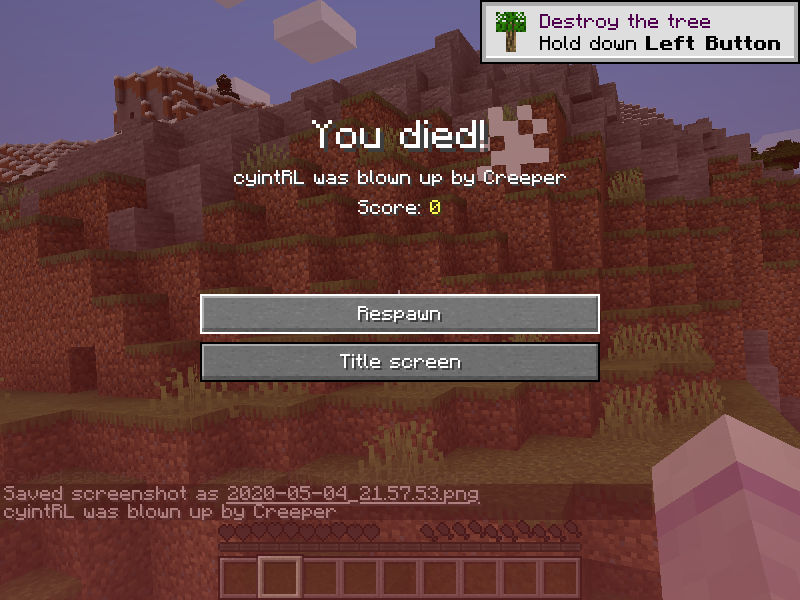 Destroy the tree
Hold down Left Button
You died!
cyintRL was blown up by Creeper
Score: 0
Respawn
Title screen
Saved screenshot as 2020-05-04_21.57.53.png
cyintRL was blown up by Creeper